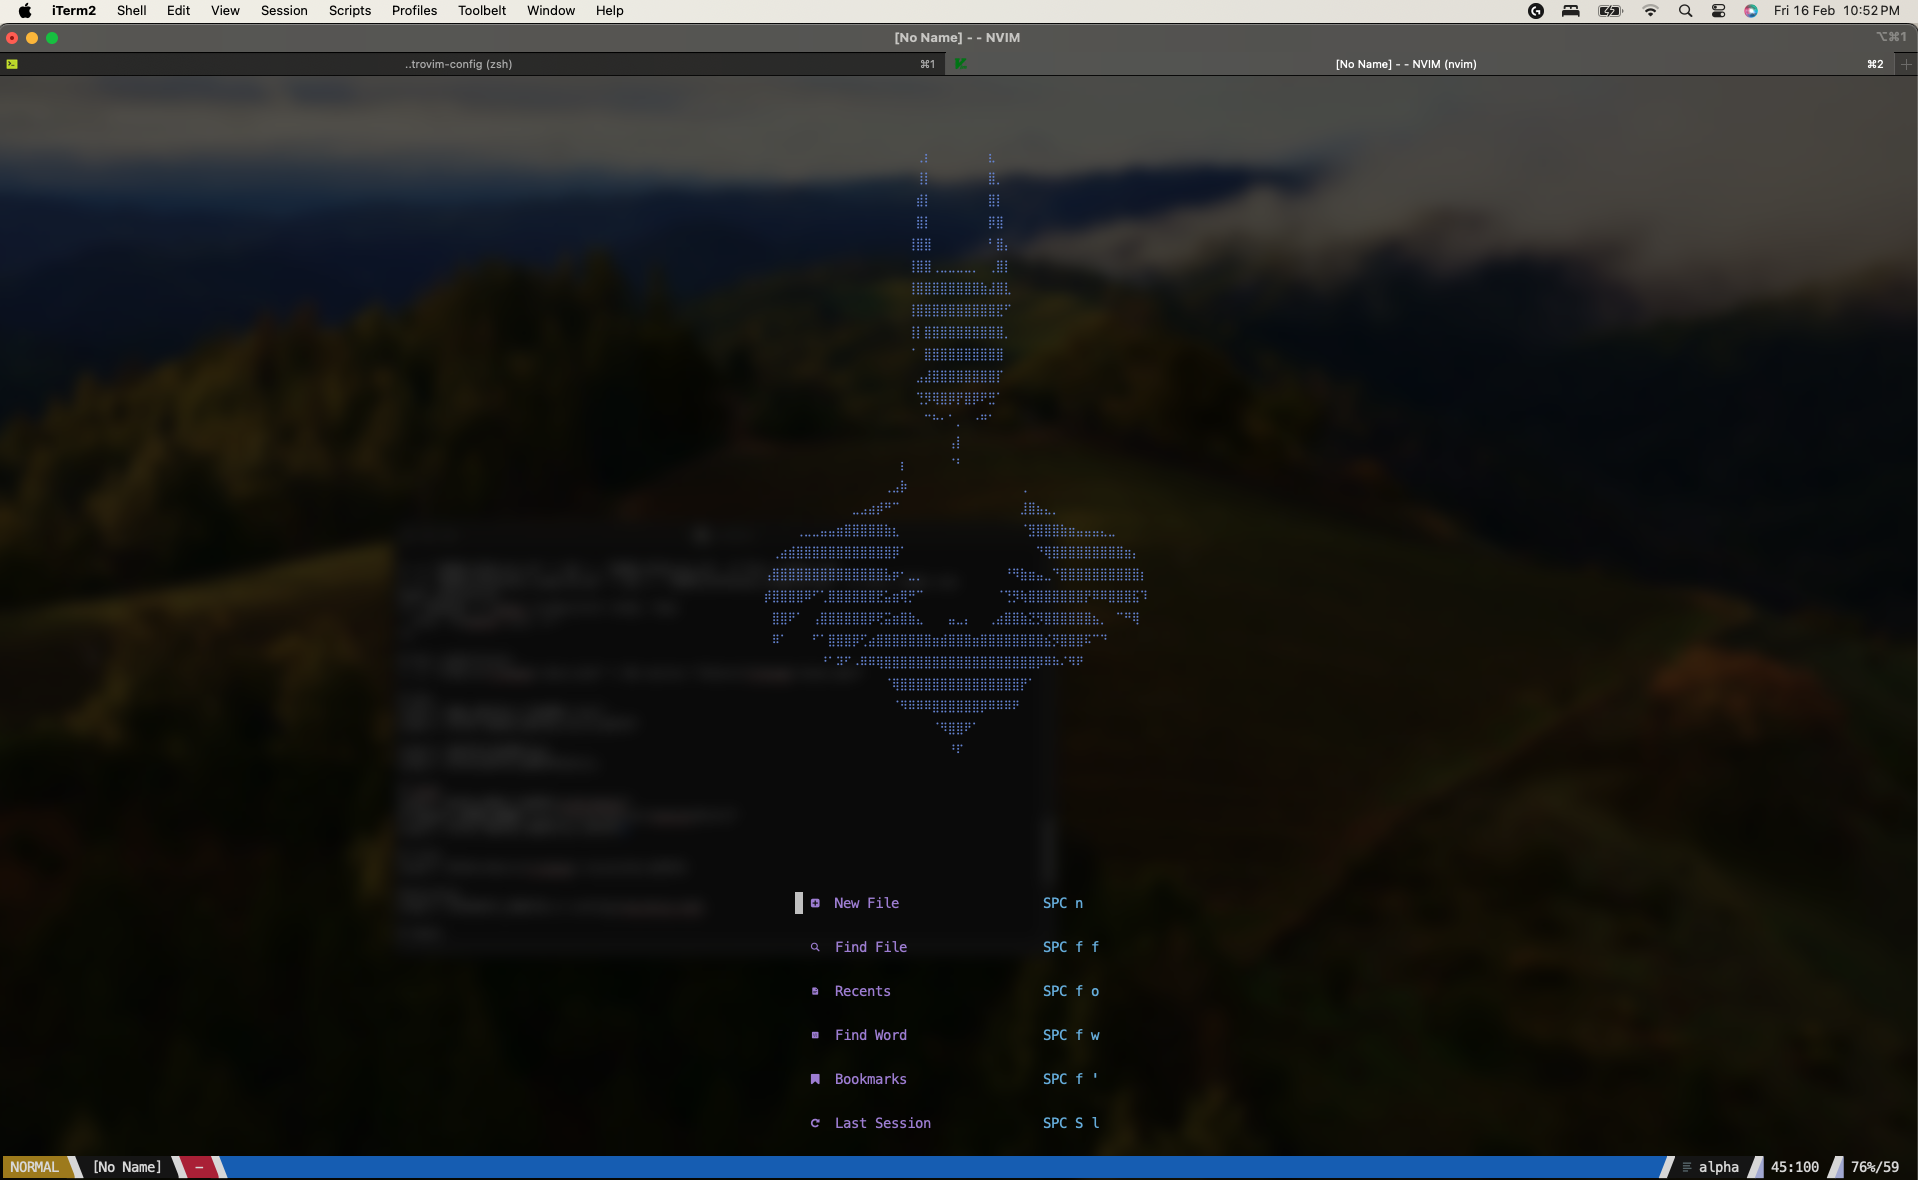 iTerm2 Shell Edit View Session Scripts Profiles Toolbelt Window Help Fri 16 Feb 10:52 PM
[No Name] - - NVIM ⌥⌘1
..trovim-config (zsh) ⌘1 [No Name] - - NVIM (nvim) ⌘2
New File SPC n
Find File SPC f f
Recents SPC f o
Find Word SPC f w
Bookmarks SPC f '
Last Session SPC S l
NORMAL [No Name] - alpha 45:100 76%/59